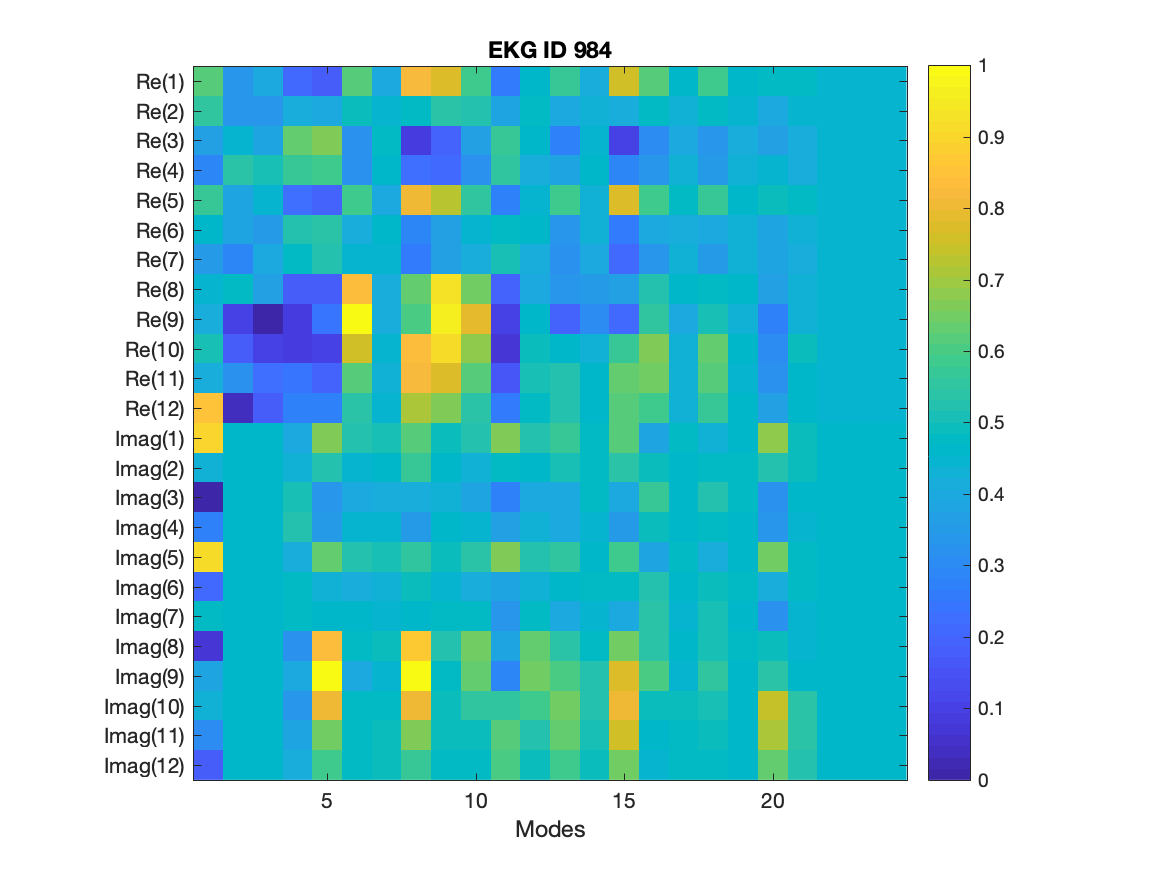 EKG ID 984
Re(1)
Re(2)
Re(3)
Re(4)
Re(5)
Re(6)
Re(7)
Re(8)
Re(9)
Re(10)
Re(11)
Re(12)
Imag(1)
Imag(2)
Imag(3)
Imag(4)
Imag(5)
Imag(6)
Imag(7)
Imag(8)
Imag(9)
Imag(10)
Imag(11)
Imag(12)
5 10 15 20
Modes
1
0.9
0.8
0.7
0.6
0.5
0.4
0.3
0.2
0.1
0